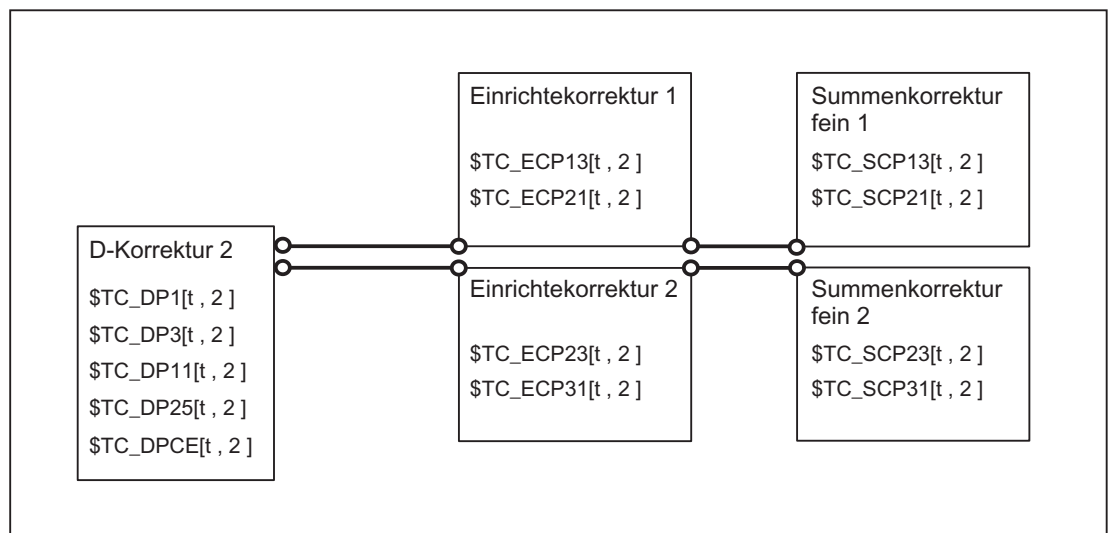 Einrichtekorrektur 1
$TC_ECP13[t , 2 ]
$TC_ECP21[t , 2 ]
Summenkorrektur
fein 1
$TC_SCP13[t , 2 ]
$TC_SCP21[t , 2 ]
D-Korrektur 2
$TC_DP1[t , 2 ]
$TC_DP3[t , 2 ]
$TC_DP11[t , 2 ]
$TC_DP25[t , 2 ]
$TC_DPCE[t , 2 ]
Einrichtekorrektur 2
$TC_ECP23[t , 2 ]
$TC_ECP31[t , 2 ]
Summenkorrektur
fein 2
$TC_SCP23[t , 2 ]
$TC_SCP31[t , 2 ]